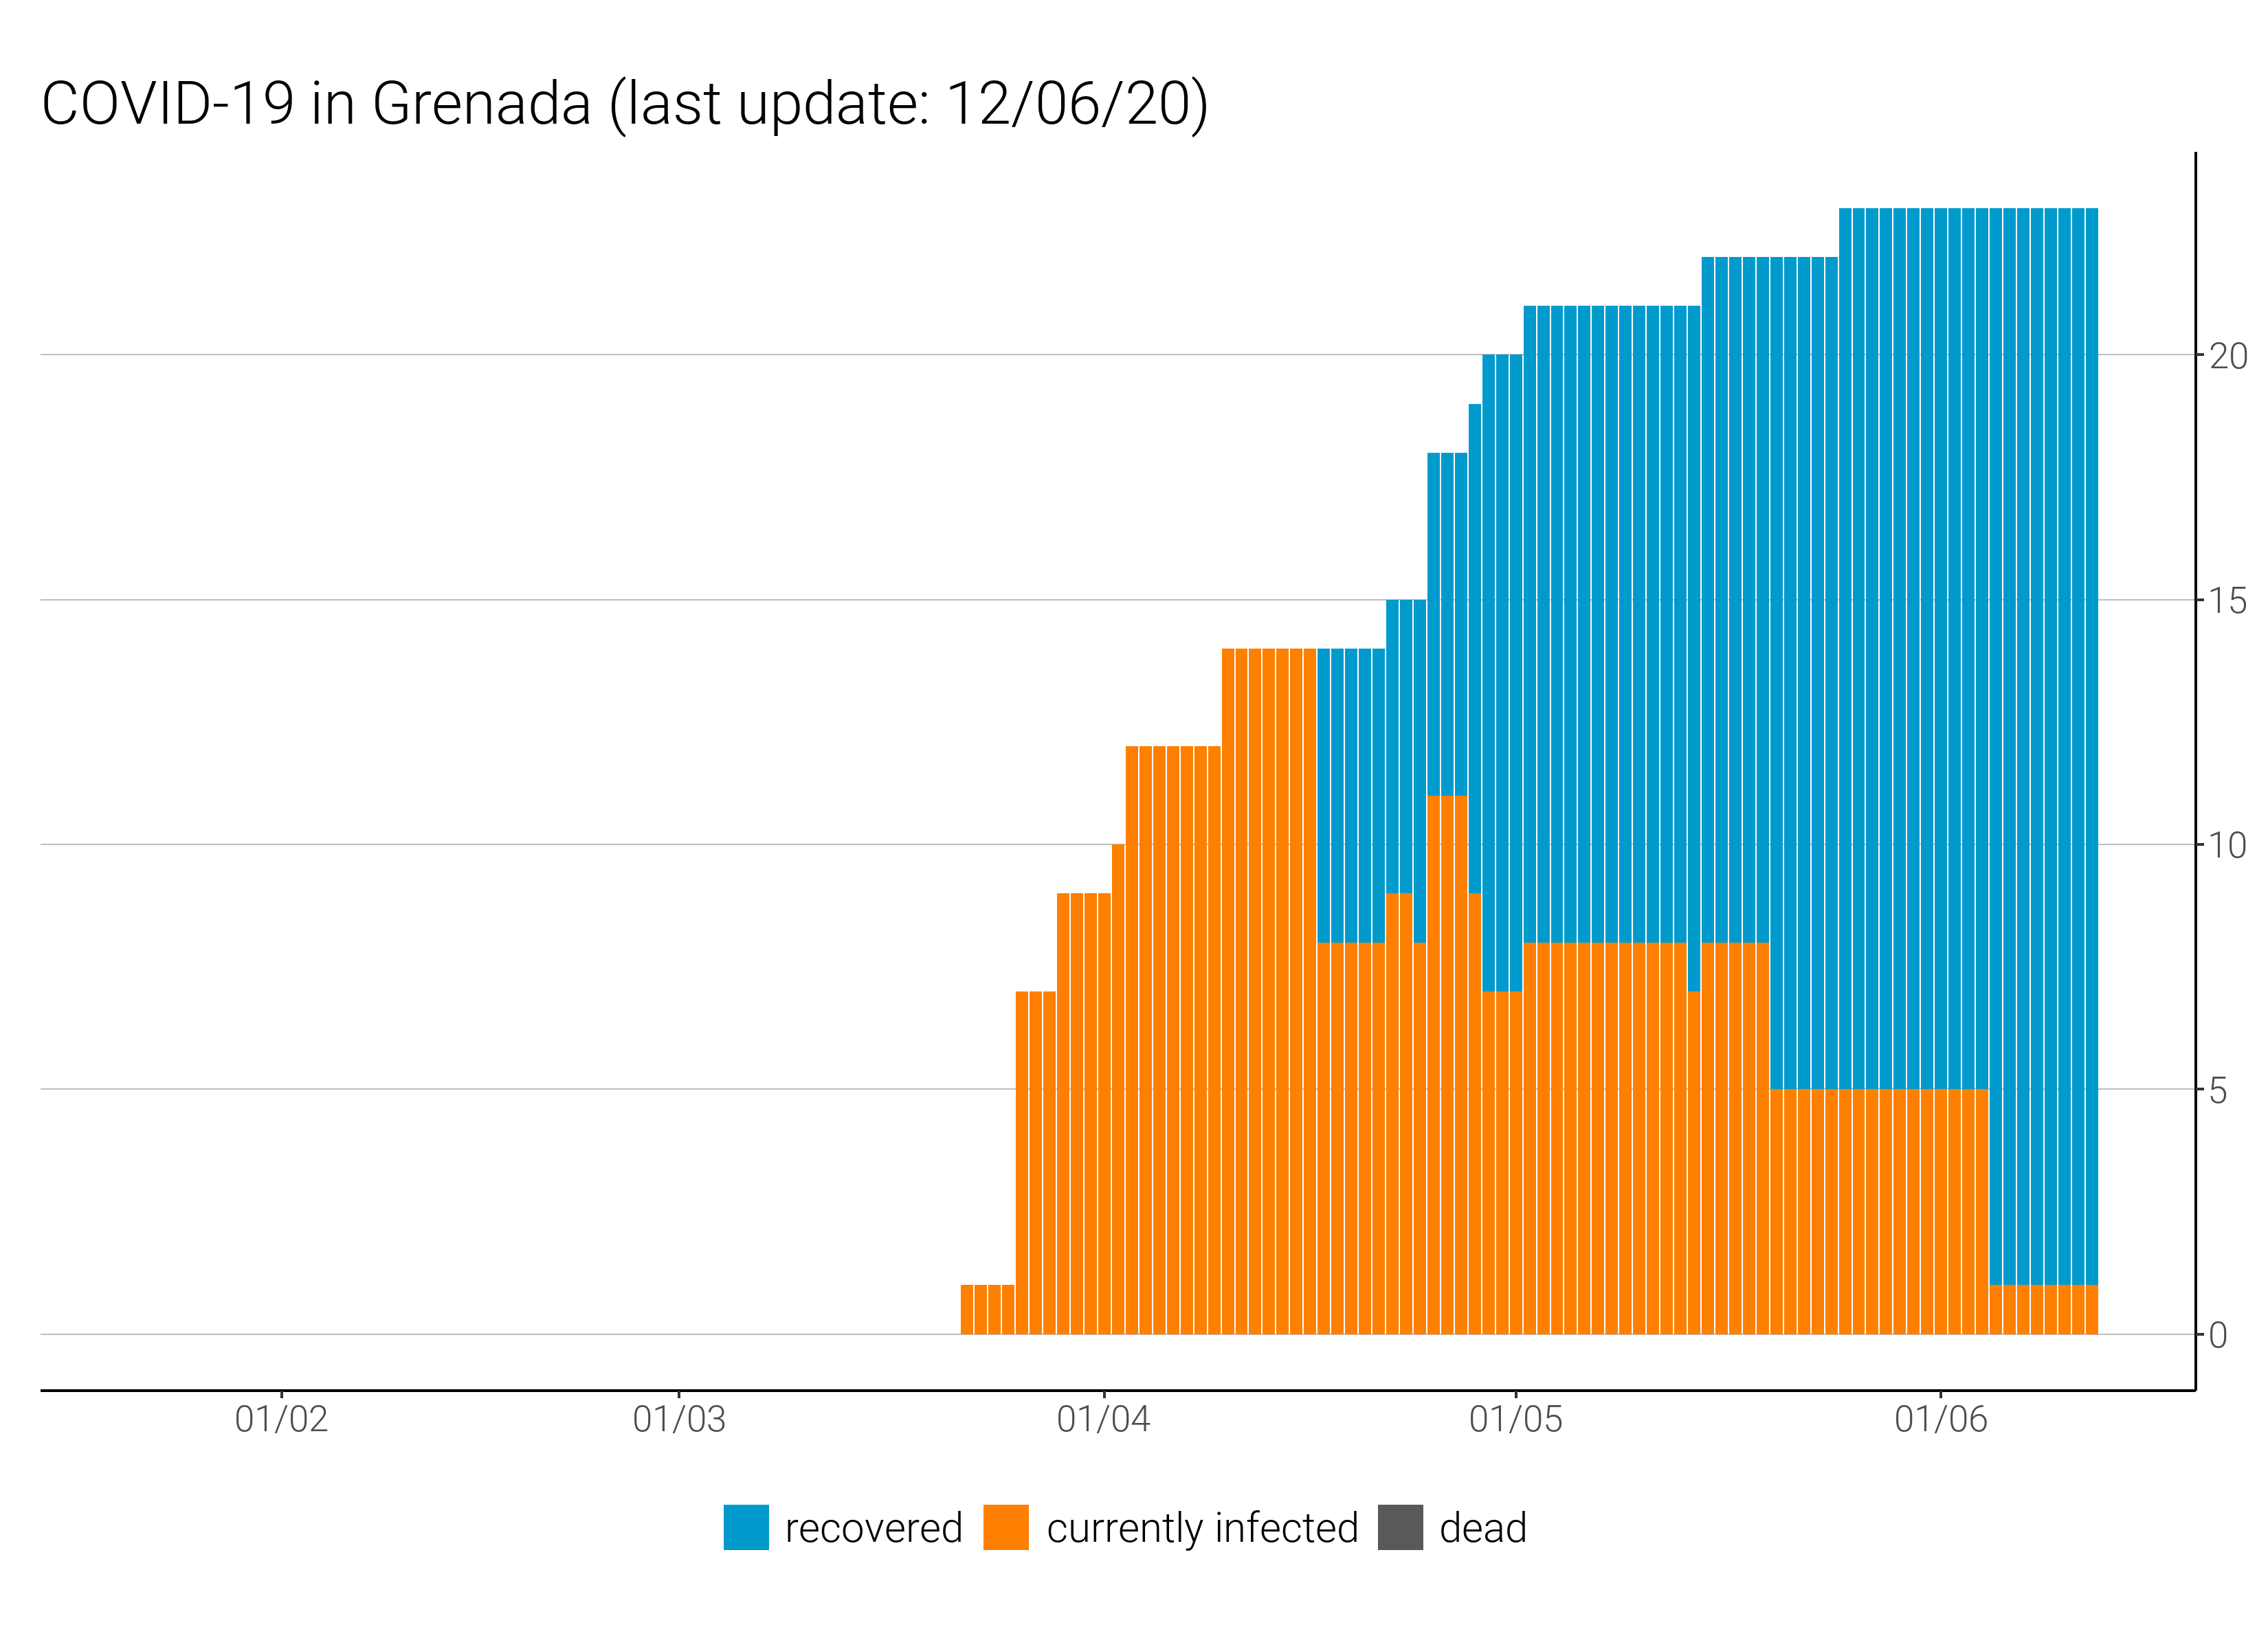 COVID-19 in Grenada (last update: 12/06/20)
20
15
10
5
0
01/02 01/03 01/04 01/05 01/06
recovered currently infected dead